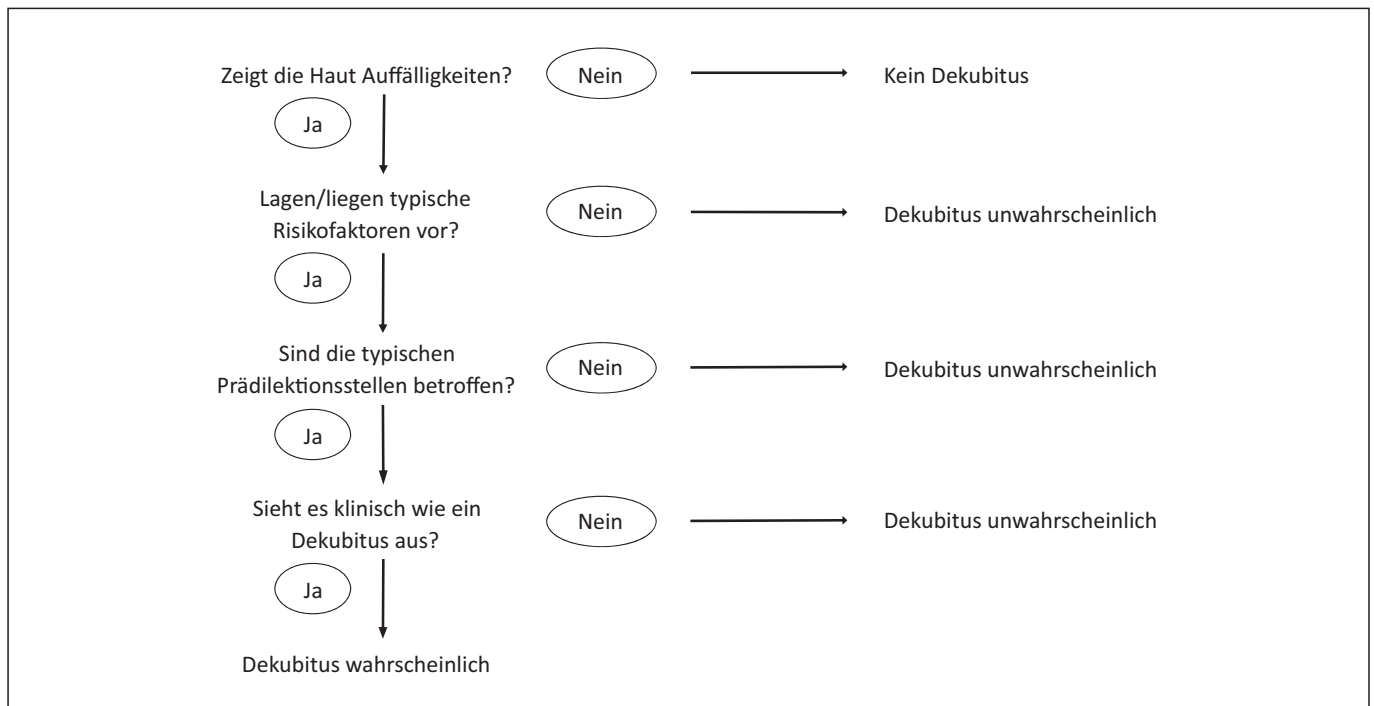 Zeigt die Haut Auffälligkeiten?
Nein
Kein Dekubitus
Ja
Lagen/liegen typische
Risikofaktoren vor?
Nein
Dekubitus unwahrscheinlich
Ja
Sind die typischen
Prädilektionsstellen betroffen?
Nein
Dekubitus unwahrscheinlich
Ja
Sieht es klinisch wie ein
Dekubitus aus?
Nein
Dekubitus unwahrscheinlich
Ja
Dekubitus wahrscheinlich